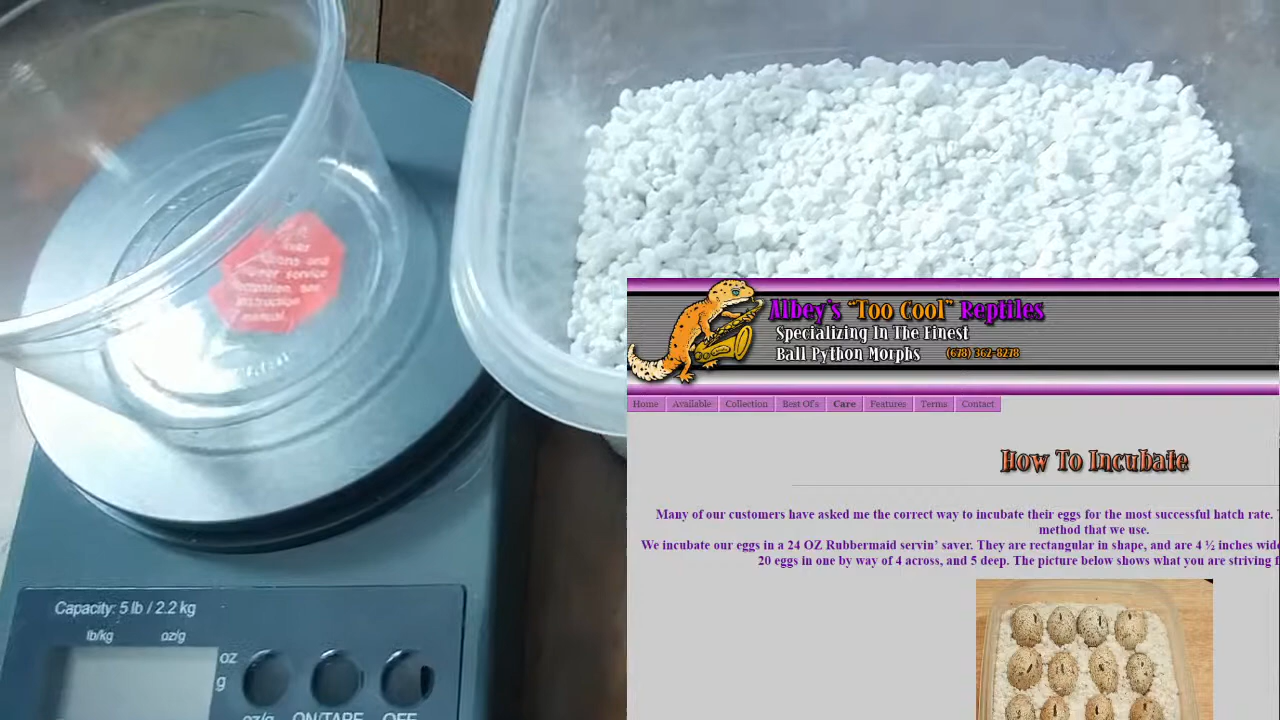 Capacity: 5 lb / 2.2 kg
lb/kg oz/g
oz
g
oz/g ON/TARE OFF
service
instruction
manual.
Albey's "Too Cool" Reptiles
Specializing In The Finest
Ball Python Morphs (678) 362-8278
Home Available Collection Best Of's Care Features Terms Contact
How To Incubate
Many of our customers have asked me the correct way to incubate their eggs for the most successful hatch rate.
method that we use.
We incubate our eggs in a 24 OZ Rubbermaid servin' saver. They are rectangular in shape, and are 4 ½ inches wide
20 eggs in one by way of 4 across, and 5 deep. The picture below shows what you are striving f